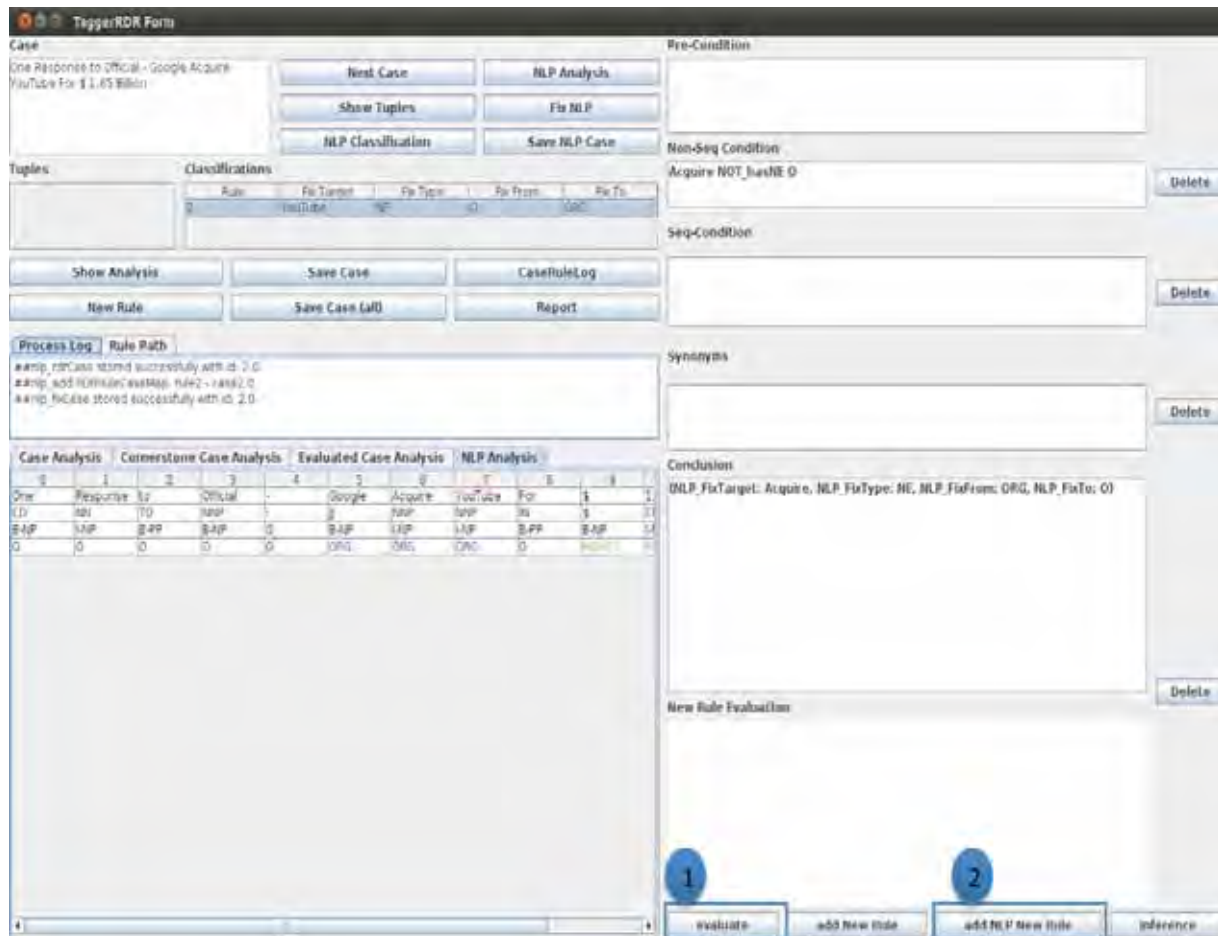 TaggerRDR Form
Case
One Response to Official - Google Acquire
YouTube For $ 1.65 Billion
Next Case NLP Analysis
Show Tuples Fix NLP
NLP Classification Save NLP Case
Tuples Classifications
Rule Fix Target Fix Type Fix From Fix To
YouTube ORG
Show Analysis Save Case CaseRuleLog
New Rule Save Case (all) Report
Process Log Rule Path
stored successfully with id: 2.0
rule2 - case2.0
stored successfully with id: 2.0
Case Analysis Cornerstone Case Analysis Evaluated Case Analysis NLP Analysis
0 1 2 3 4 5 6 7 8 9
One Response to Official - Google Acquire YouTube For $
CD NN TO NNP NNP NNP IN $
B-NP I-NP B-PP B-NP O B-NP I-NP I-NP B-PP B-NP
O O O O O ORG ORG ORG O
Pre-Condition
Non-Seq Condition
Acquire NOT_hasNE O
Delete
Seq-Condition
Delete
Synonyms
Delete
Conclusion
(NLP_FixTarget: Acquire, NLP_FixType: NE, NLP_FixFrom: ORG, NLP_FixTo: O)
Delete
New Rule Evaluation
1 2
evaluate add New Rule add NLP New Rule inference